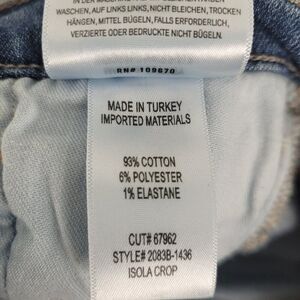 WASCHEN, AUF LINKS LINKS, NICHT BLEICHEN, TROCKEN
HÄNGEN, MITTEL BÜGELN, FALLS ERFORDERLICH,
VERZIERTE ODER BEDRUCKTE NICHT BÜGELN.
RN# 109670
MADE IN TURKEY
IMPORTED MATERIALS
93% COTTON
6% POLYESTER
1% ELASTANE
CUT# 67962
STYLE# 2083B-1436
ISOLA CROP